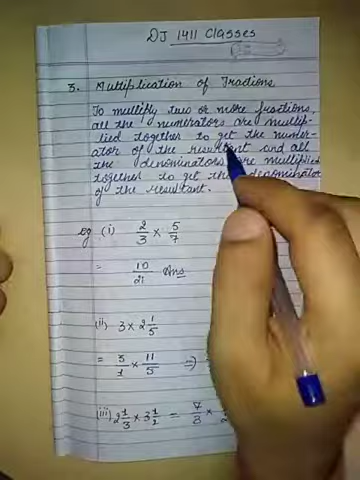 DJ 1411 Classes
3. Multiplication of Fractions
To multiply two or more fractions,
all the numerators are multip-
lied together to get the numer-
ator of the resultant and all
the denominators are multiplied
together to get the denominator
of the resultant.
eg (i) 2/3 × 5/7
= 10/21 Ans
(ii) 3 × 2 1/5
= 3/1 × 11/5 ⇒
(iii) 2 1/3 × 3 1/2 = 7/3 ×